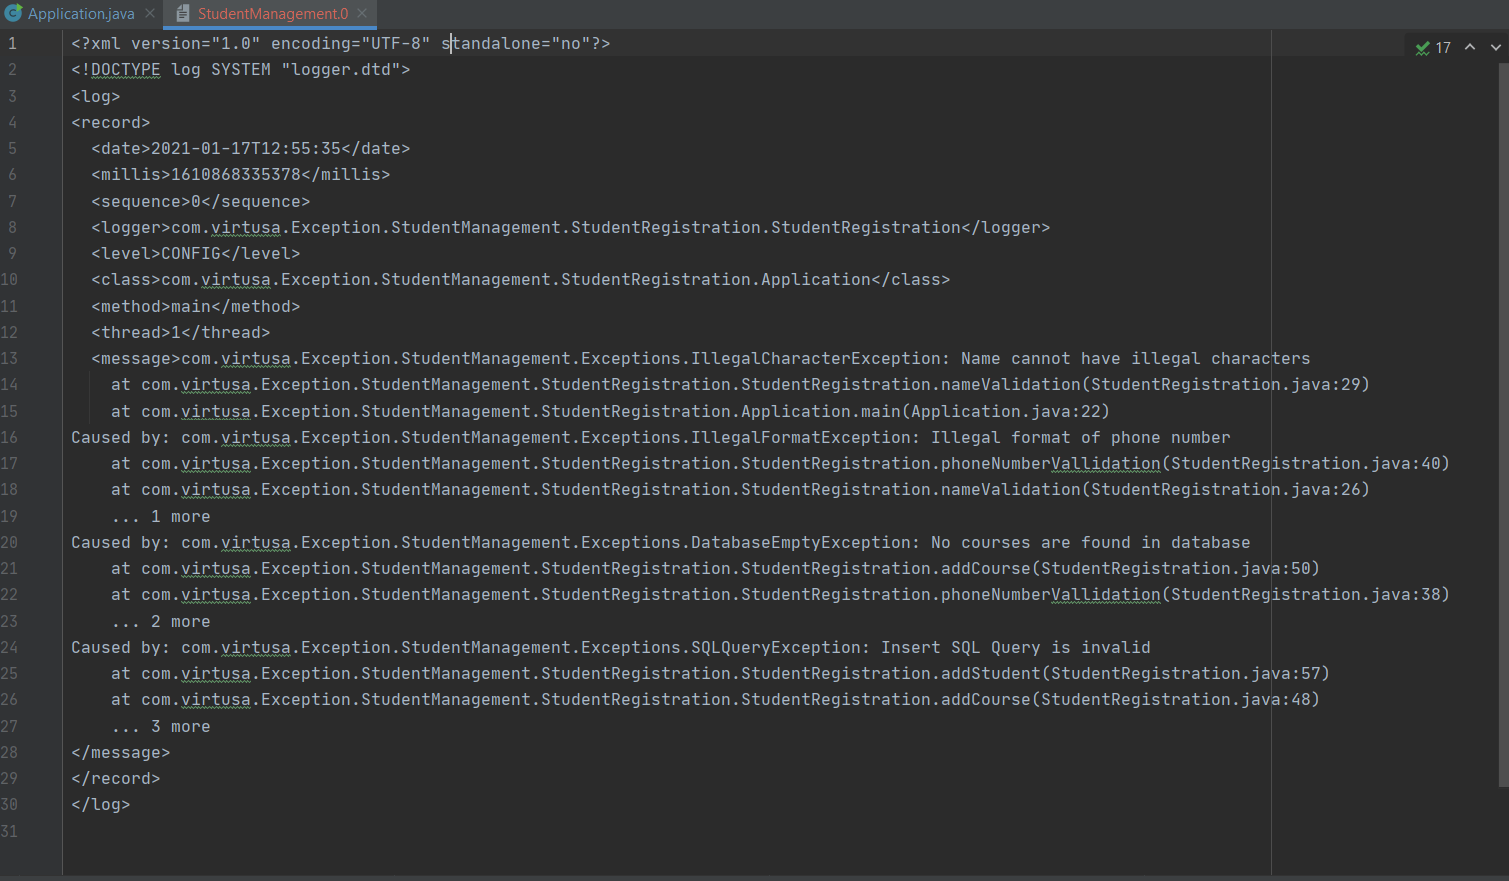 Application.java StudentManagement.0
1 <?xml version="1.0" encoding="UTF-8" standalone="no"?>
17
2 <!DOCTYPE log SYSTEM "logger.dtd">
3 <log>
4 <record>
5 <date>2021-01-17T12:55:35</date>
6 <millis>1610868335378</millis>
7 <sequence>0</sequence>
8 <logger>com.virtusa.Exception.StudentManagement.StudentRegistration.StudentRegistration</logger>
9 <level>CONFIG</level>
10 <class>com.virtusa.Exception.StudentManagement.StudentRegistration.Application</class>
11 <method>main</method>
12 <thread>1</thread>
13 <message>com.virtusa.Exception.StudentManagement.Exceptions.IllegalCharacterException: Name cannot have illegal characters
14 at com.virtusa.Exception.StudentManagement.StudentRegistration.StudentRegistration.nameValidation(StudentRegistration.java:29)
15 at com.virtusa.Exception.StudentManagement.StudentRegistration.Application.main(Application.java:22)
16 Caused by: com.virtusa.Exception.StudentManagement.Exceptions.IllegalFormatException: Illegal format of phone number
17 at com.virtusa.Exception.StudentManagement.StudentRegistration.StudentRegistration.phoneNumberVallidation(StudentRegistration.java:40)
18 at com.virtusa.Exception.StudentManagement.StudentRegistration.StudentRegistration.nameValidation(StudentRegistration.java:26)
19 ... 1 more
20 Caused by: com.virtusa.Exception.StudentManagement.Exceptions.DatabaseEmptyException: No courses are found in database
21 at com.virtusa.Exception.StudentManagement.StudentRegistration.StudentRegistration.addCourse(StudentRegistration.java:50)
22 at com.virtusa.Exception.StudentManagement.StudentRegistration.StudentRegistration.phoneNumberVallidation(StudentRegistration.java:38)
23 ... 2 more
24 Caused by: com.virtusa.Exception.StudentManagement.Exceptions.SQLQueryException: Insert SQL Query is invalid
25 at com.virtusa.Exception.StudentManagement.StudentRegistration.StudentRegistration.addStudent(StudentRegistration.java:57)
26 at com.virtusa.Exception.StudentManagement.StudentRegistration.StudentRegistration.addCourse(StudentRegistration.java:48)
27 ... 3 more
28 </message>
29 </record>
30 </log>
31